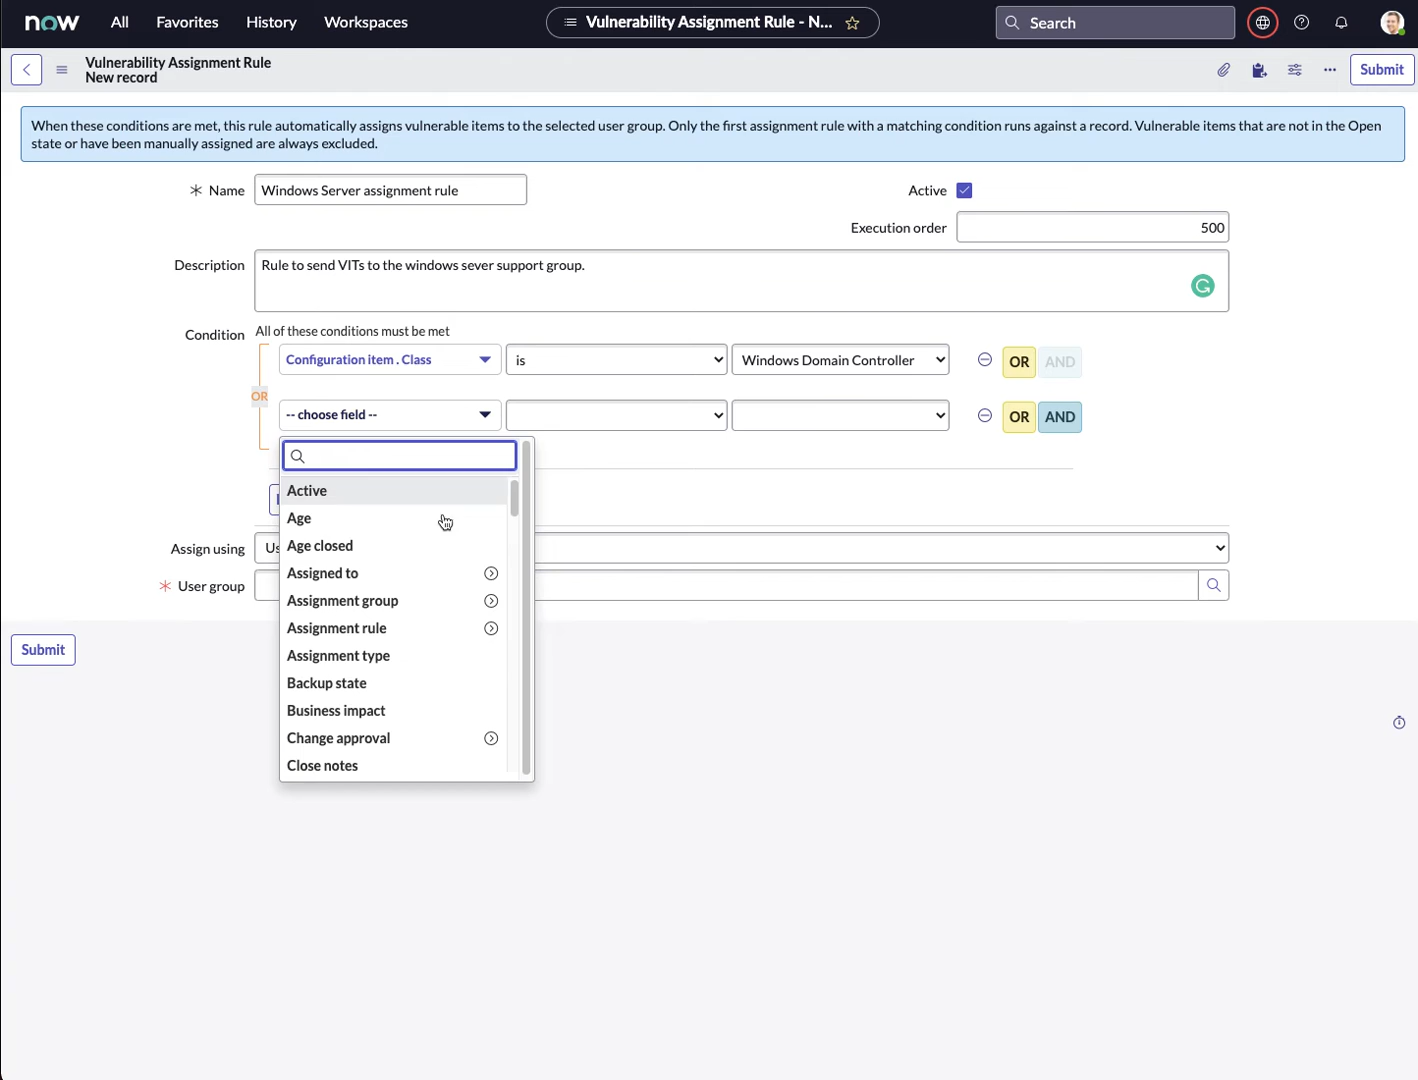 now All Favorites History Workspaces Vulnerability Assignment Rule - N... Search
Vulnerability Assignment Rule
New record
Submit
When these conditions are met, this rule automatically assigns vulnerable items to the selected user group. Only the first assignment rule with a matching condition runs against a record. Vulnerable items that are not in the Open
state or have been manually assigned are always excluded.
Name Windows Server assignment rule Active
Execution order 500
Description Rule to send VITs to the windows sever support group.
Condition All of these conditions must be met
Configuration item . Class is Windows Domain Controller OR AND
OR
-- choose field -- OR AND
Active
Age
Age closed
Assigned to
Assignment group
Assignment rule
Assignment type
Backup state
Business impact
Change approval
Close notes
Assign using
User group
Submit